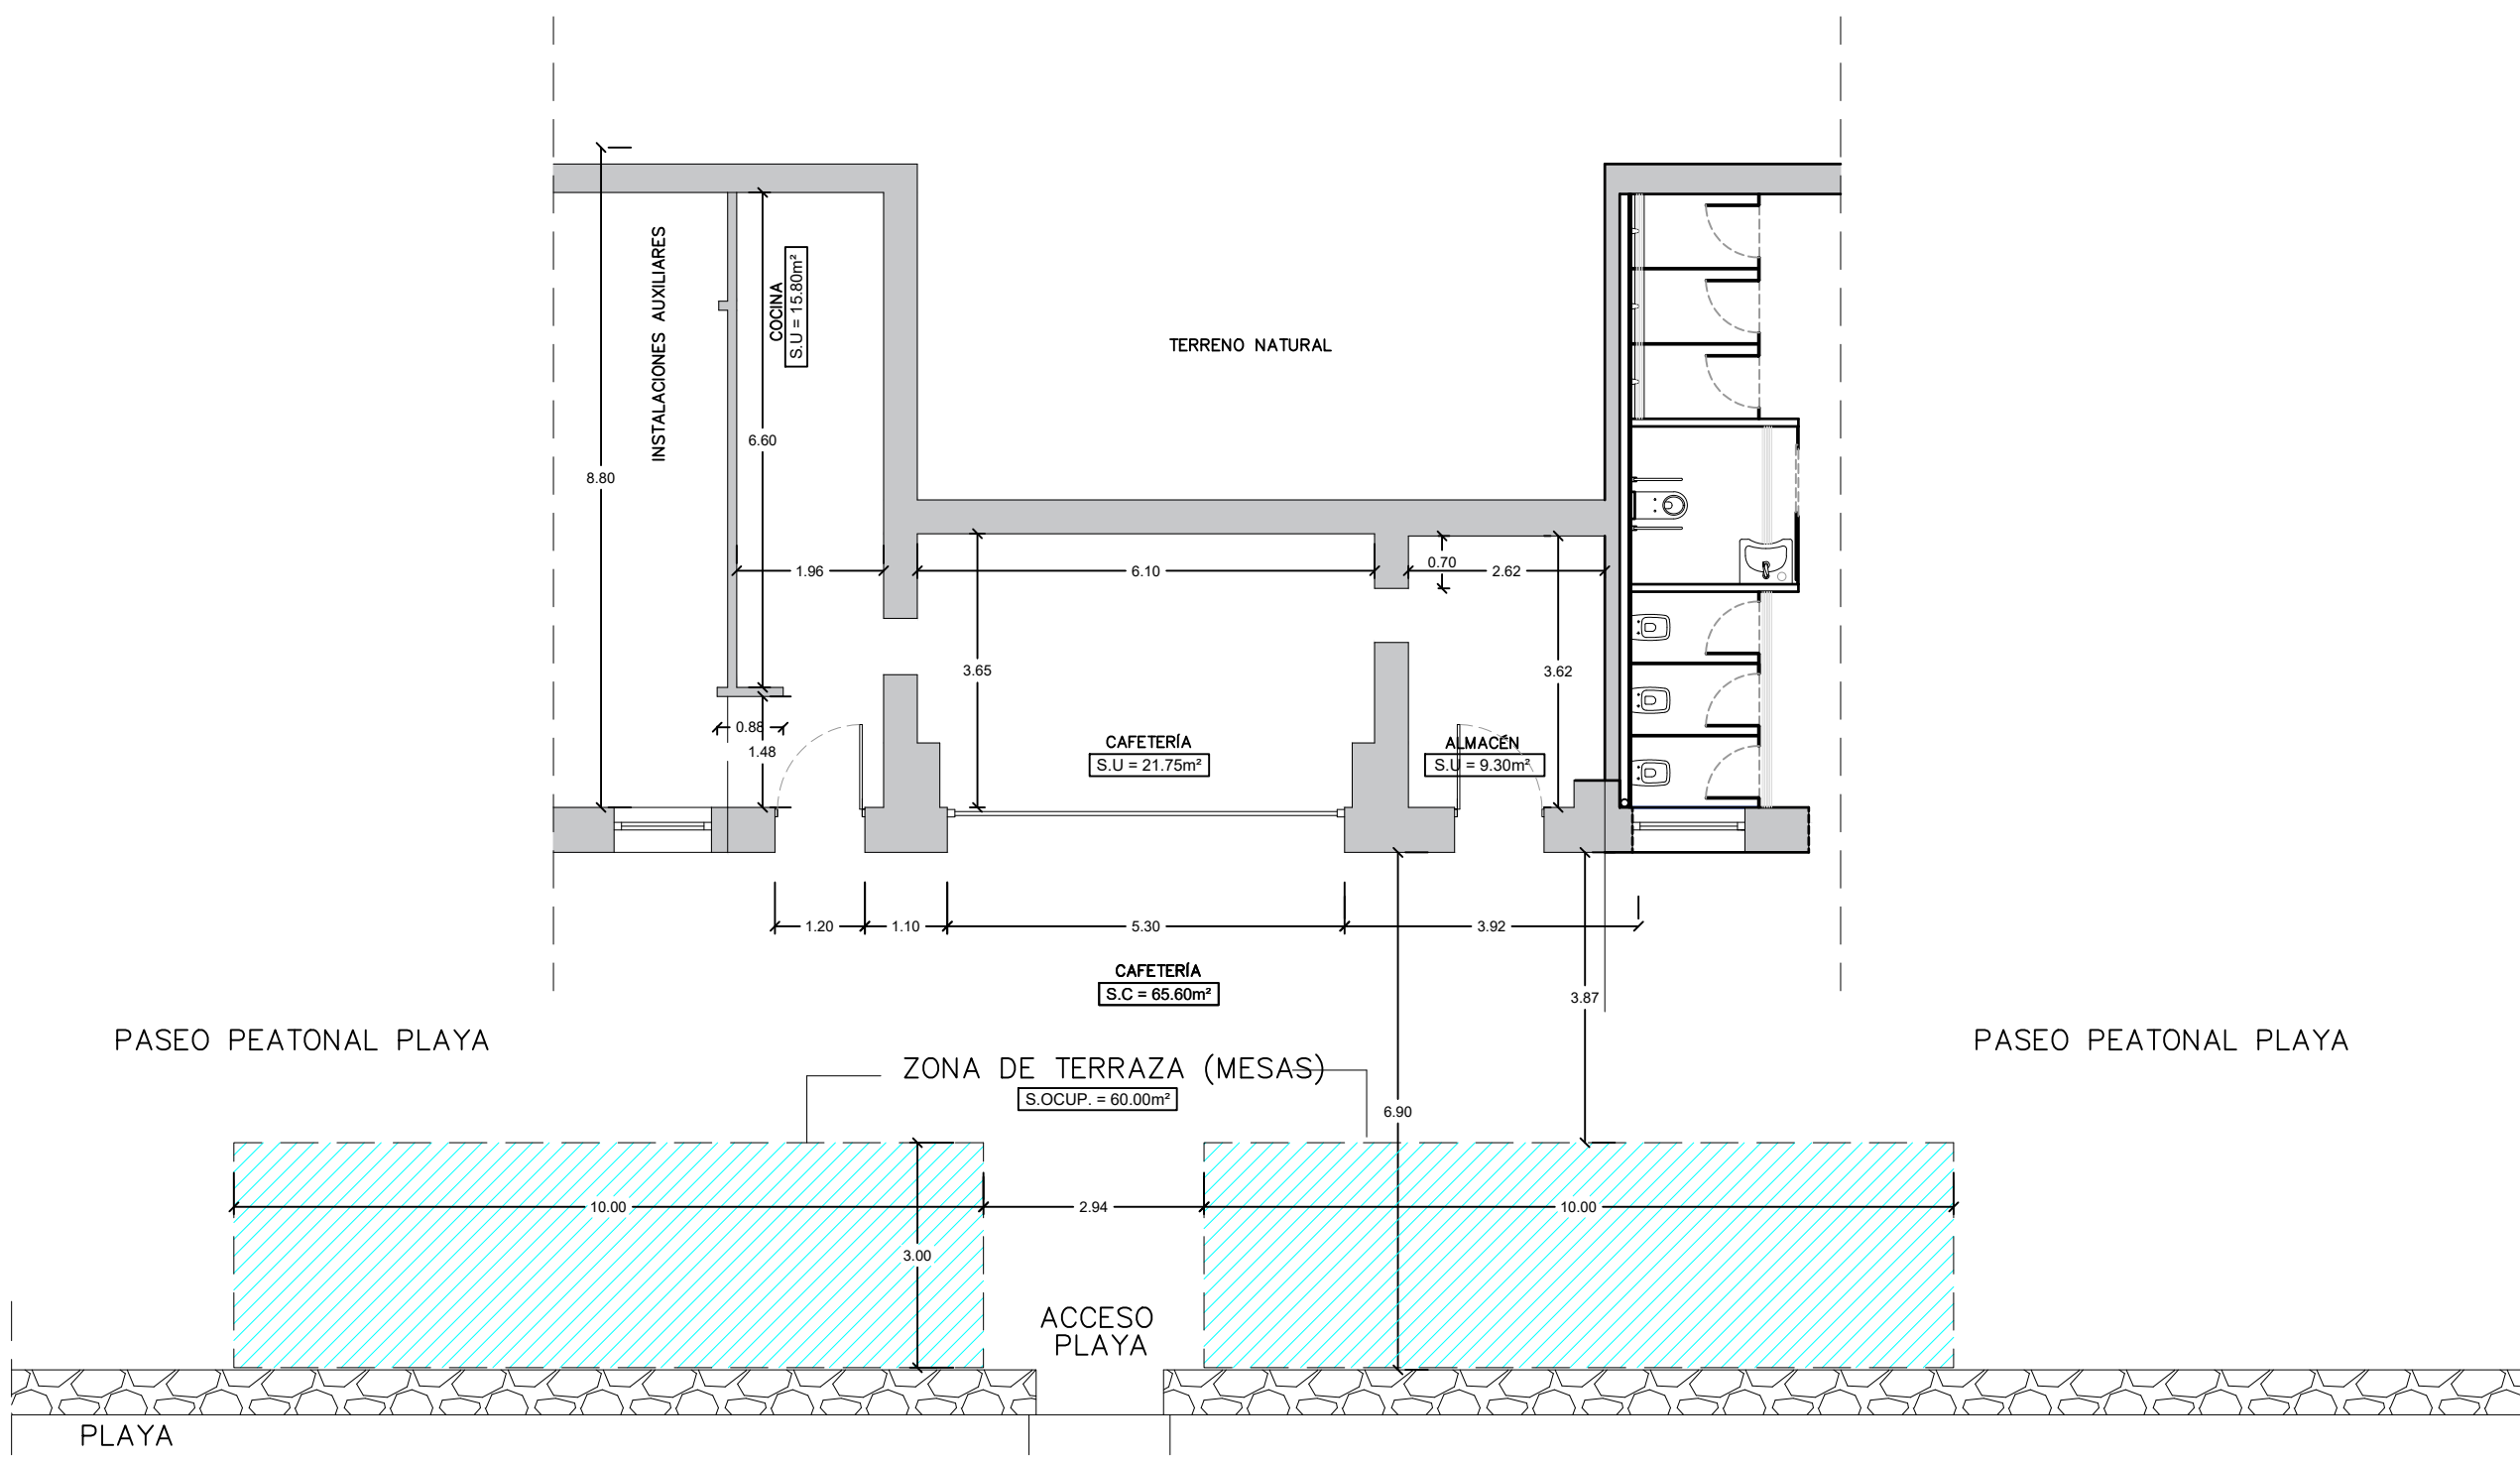 INSTALACIONES AUXILIARES
COCINA
S.U = 15.80m²
TERRENO NATURAL
6.60
8.80
1.96
6.10
0.70
2.62
3.65
3.62
0.88
1.48
CAFETERÍA
S.U = 21.75m²
ALMACÉN
S.U = 9.30m²
1.20
1.10
5.30
3.92
CAFETERÍA
S.C = 65.60m²
3.87
PASEO PEATONAL PLAYA
PASEO PEATONAL PLAYA
ZONA DE TERRAZA (MESAS)
S.OCUP. = 60.00m²
6.90
10.00
2.94
10.00
3.00
ACCESO
PLAYA
PLAYA